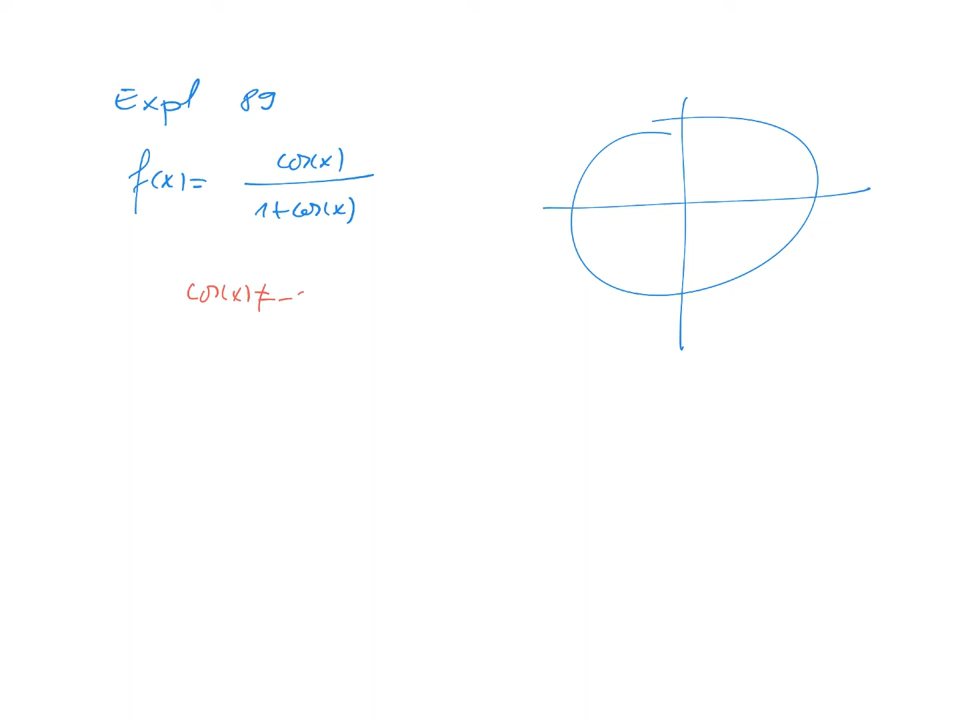 Expl 89
f(x) = cos(x) / 1+cos(x)
cos(x) ≠ -